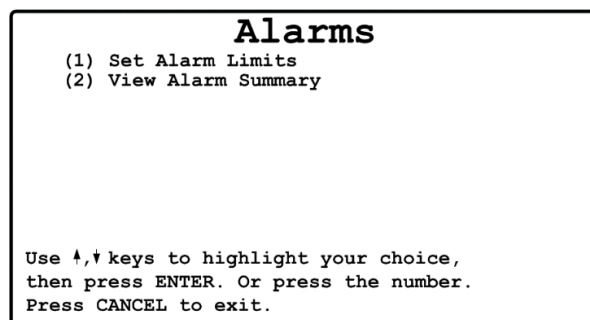 Alarms
(1) Set Alarm Limits
(2) View Alarm Summary
Use ↑,↓ keys to highlight your choice,
then press ENTER. Or press the number.
Press CANCEL to exit.